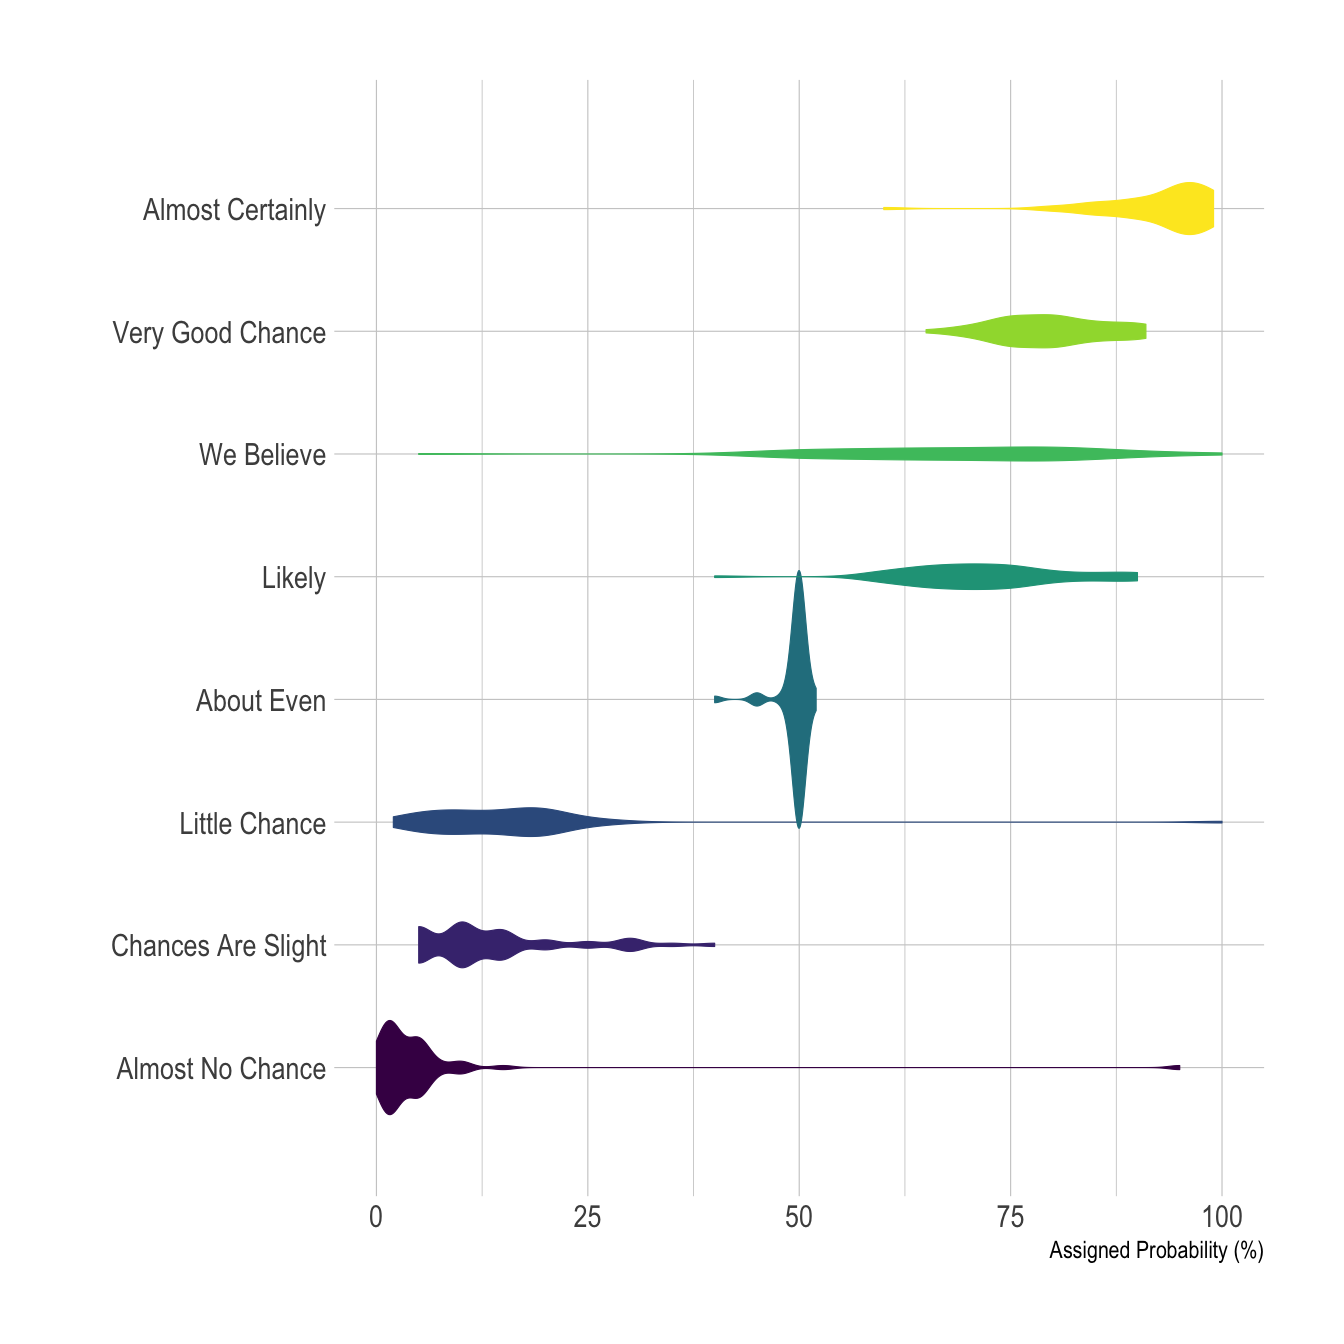 Almost Certainly
Very Good Chance
We Believe
Likely
About Even
Little Chance
Chances Are Slight
Almost No Chance
0 25 50 75 100
Assigned Probability (%)